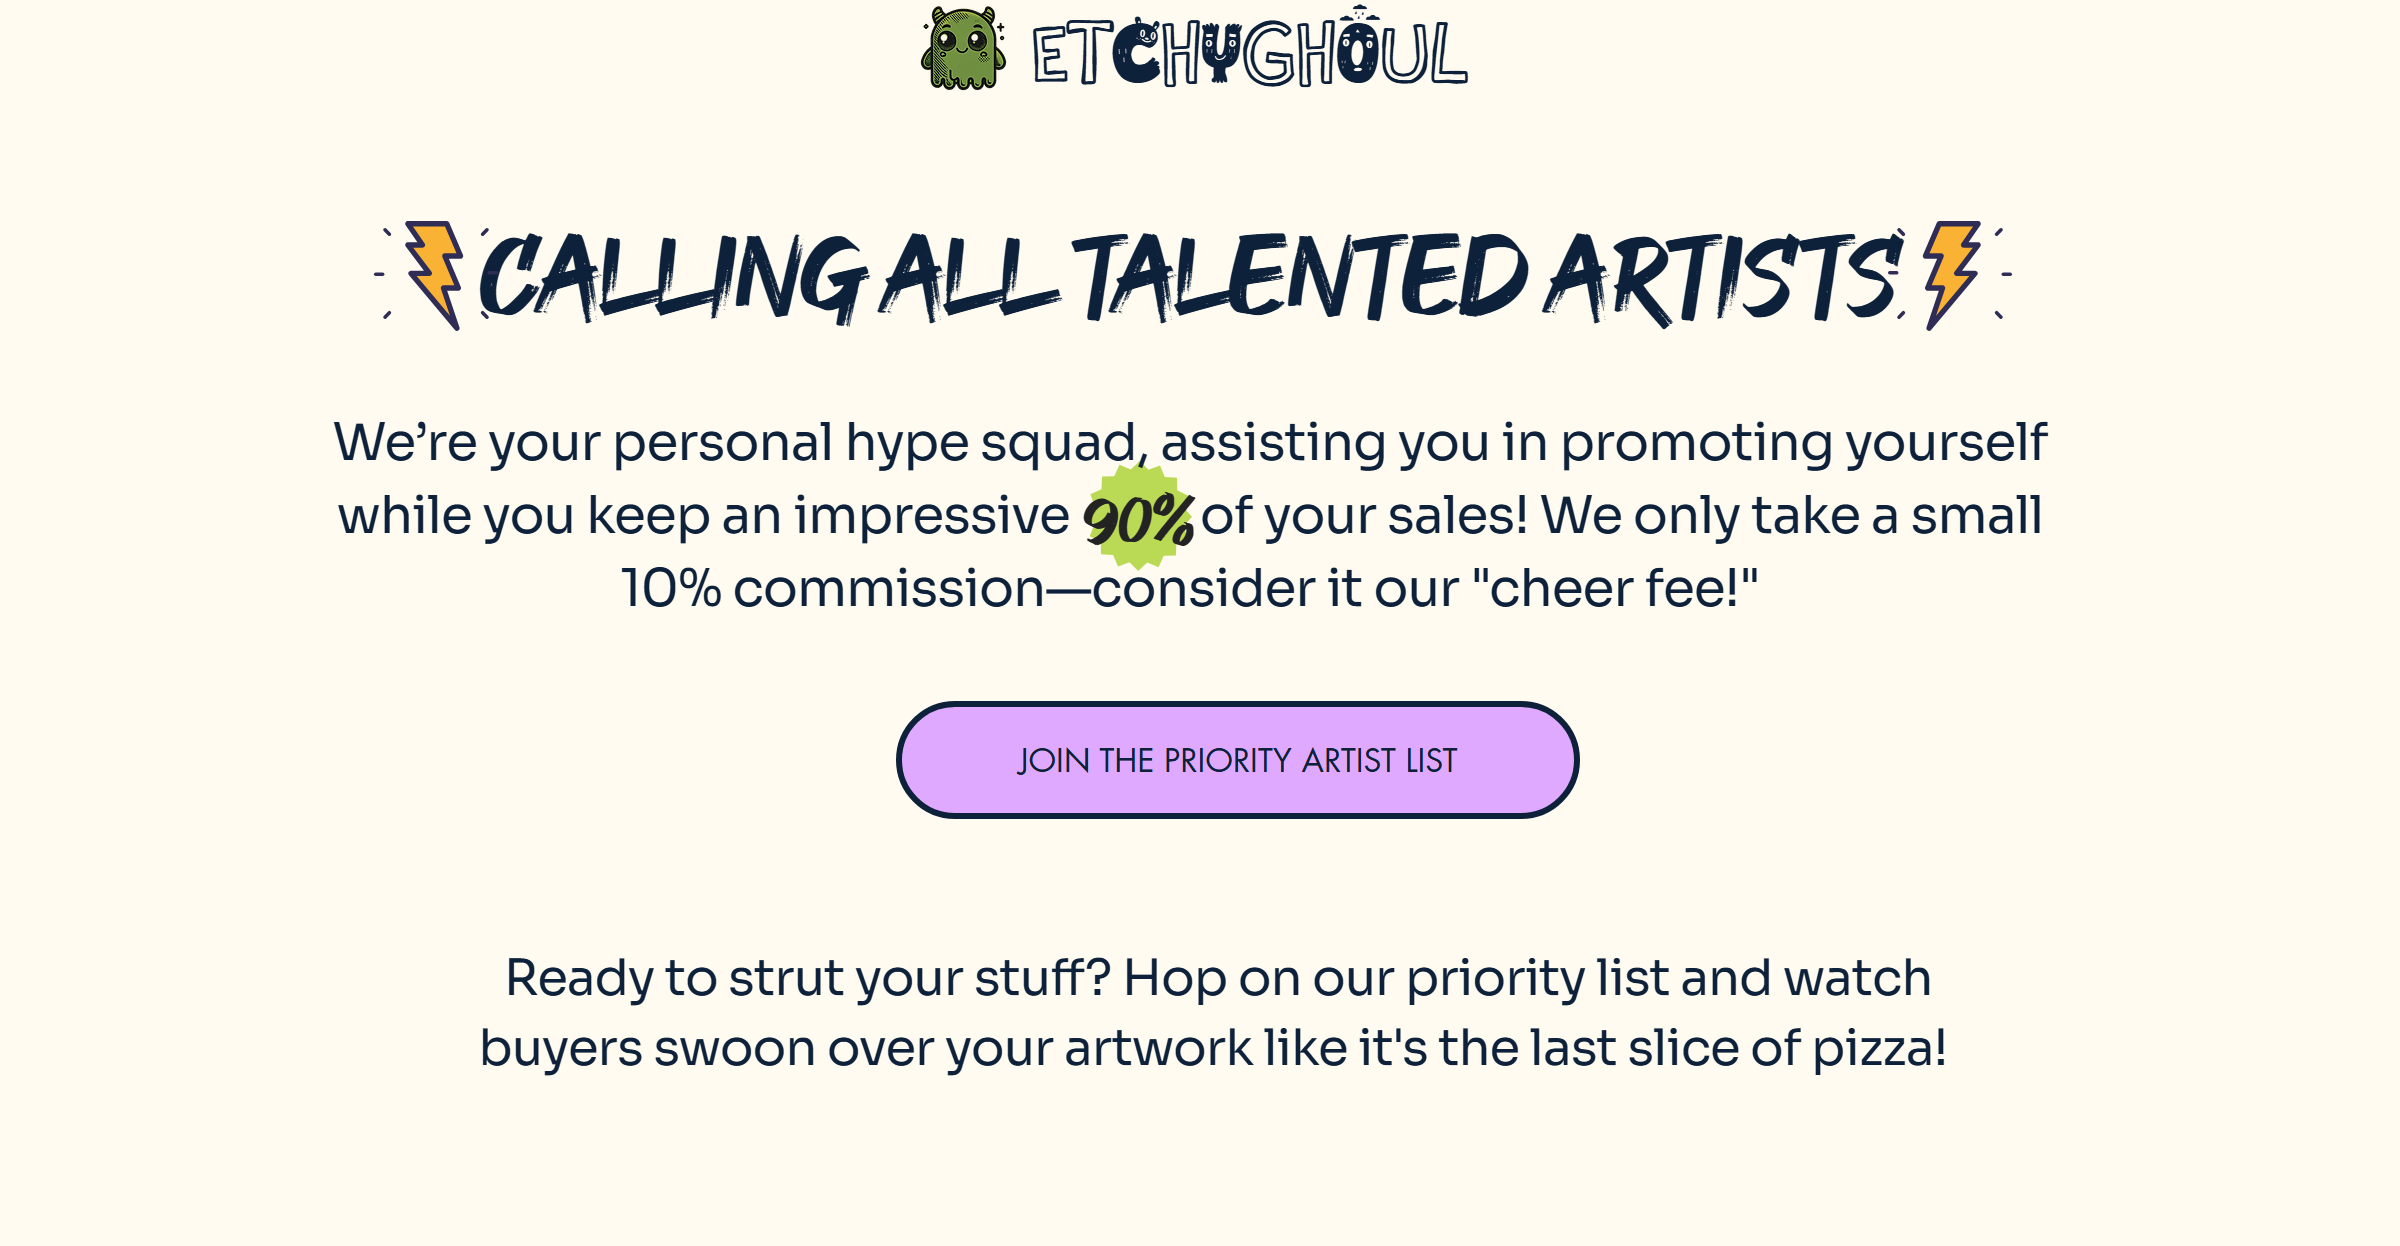 ETCHYGHOUL
CALLING ALL TALENTED ARTISTS
We’re your personal hype squad, assisting you in promoting yourself
while you keep an impressive 90% of your sales! We only take a small
10% commission—consider it our "cheer fee!"
JOIN THE PRIORITY ARTIST LIST
Ready to strut your stuff? Hop on our priority list and watch
buyers swoon over your artwork like it's the last slice of pizza!